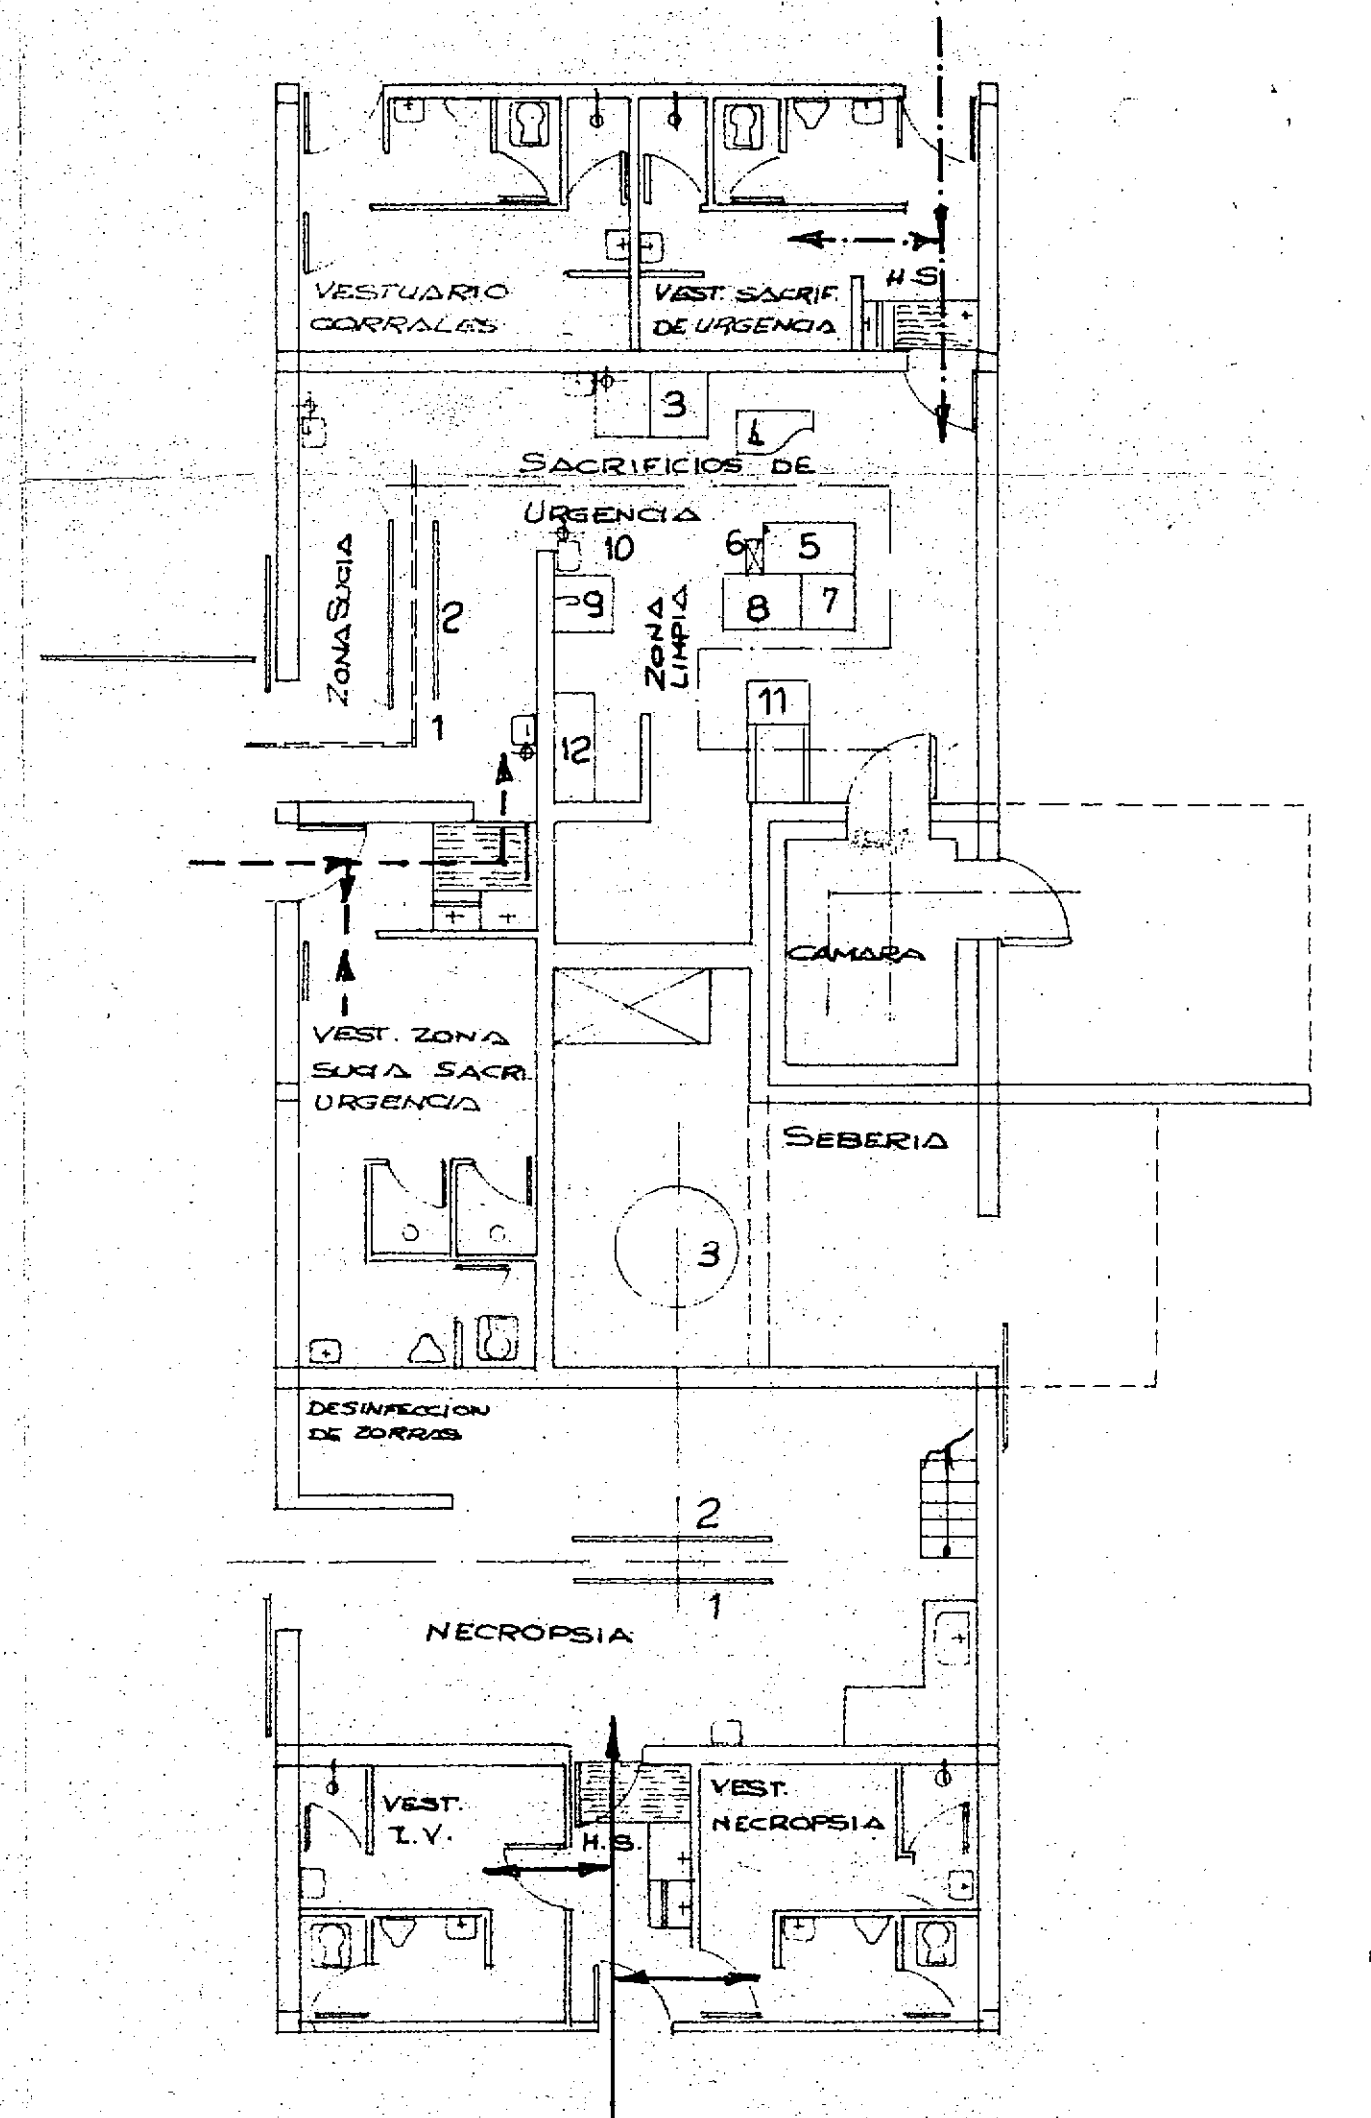 VESTUARIO
CORRALES
VEST. SACRIF.
DE URGENCIA
H.S
3
SACRIFICIOS DE
URGENCIA
ZONA SUCIA
2
1
10
9
12
ZONA
LIMPIA
6
5
8
7
11
CAMARA
VEST. ZONA
SUCIA SACRI.
URGENCIA
SEBERIA
3
DESINFECCION
DE ZORRAS
2
1
NECROPSIA
VEST.
I.V.
H.S.
VEST.
NECROPSIA